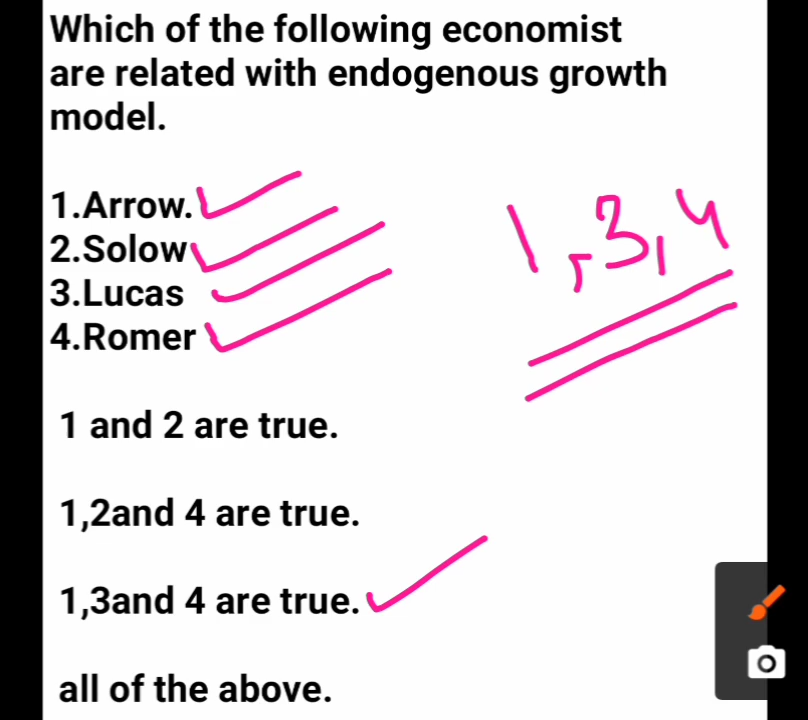 Which of the following economist
are related with endogenous growth
model.
1.Arrow.
2.Solow
3.Lucas
4.Romer
1,3,4
1 and 2 are true.
1,2and 4 are true.
1,3and 4 are true.
all of the above.